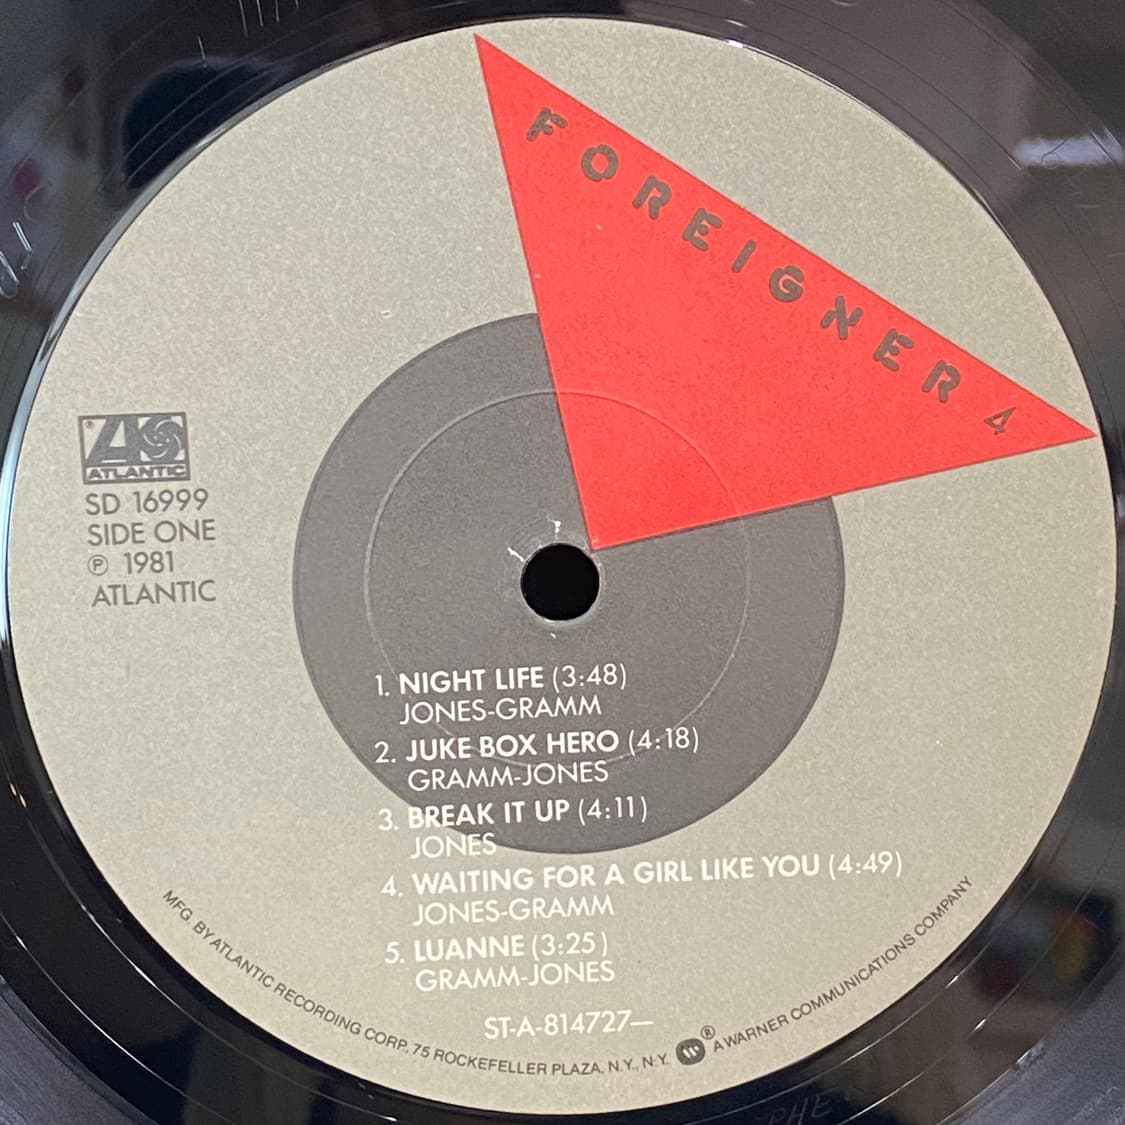 FOREIGNER 4
ATLANTIC
SD 16999
SIDE ONE
℗ 1981
ATLANTIC
1. NIGHT LIFE (3:48)
JONES-GRAMM
2. JUKE BOX HERO (4:18)
GRAMM-JONES
3. BREAK IT UP (4:11)
JONES
4. WAITING FOR A GIRL LIKE YOU (4:49)
JONES-GRAMM
5. LUANNE (3:25)
GRAMM-JONES
ST-A-814727—
MFG. BY ATLANTIC RECORDING CORP. 75 ROCKEFELLER PLAZA, N.Y., N.Y. ® A WARNER COMMUNICATIONS COMPANY